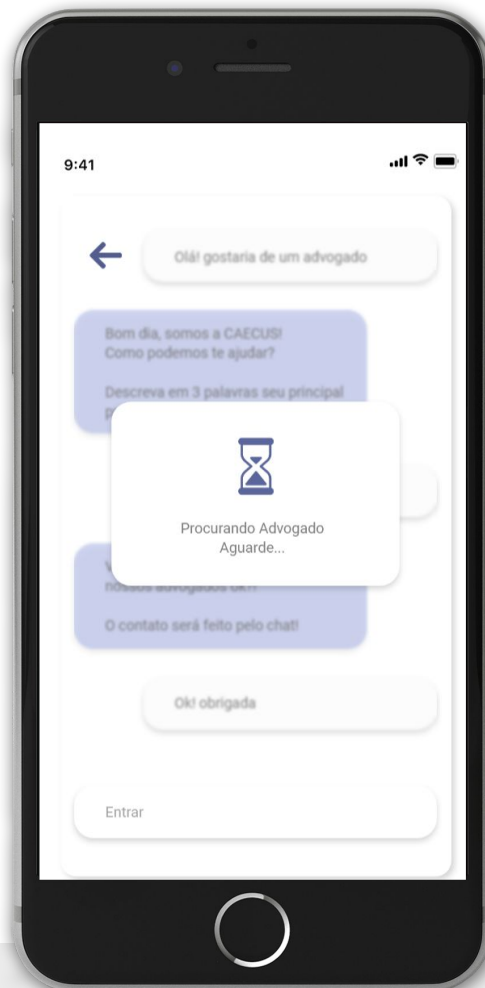 9:41
Olá! gostaria de um advogado
Bom dia, somos a CAECUS!
Como podemos te ajudar?
Descreva em 3 palavras seu principal
Procurando Advogado
Aguarde...
nossos advogados ok!!
O contato será feito pelo chat!
Ok! obrigada
Entrar